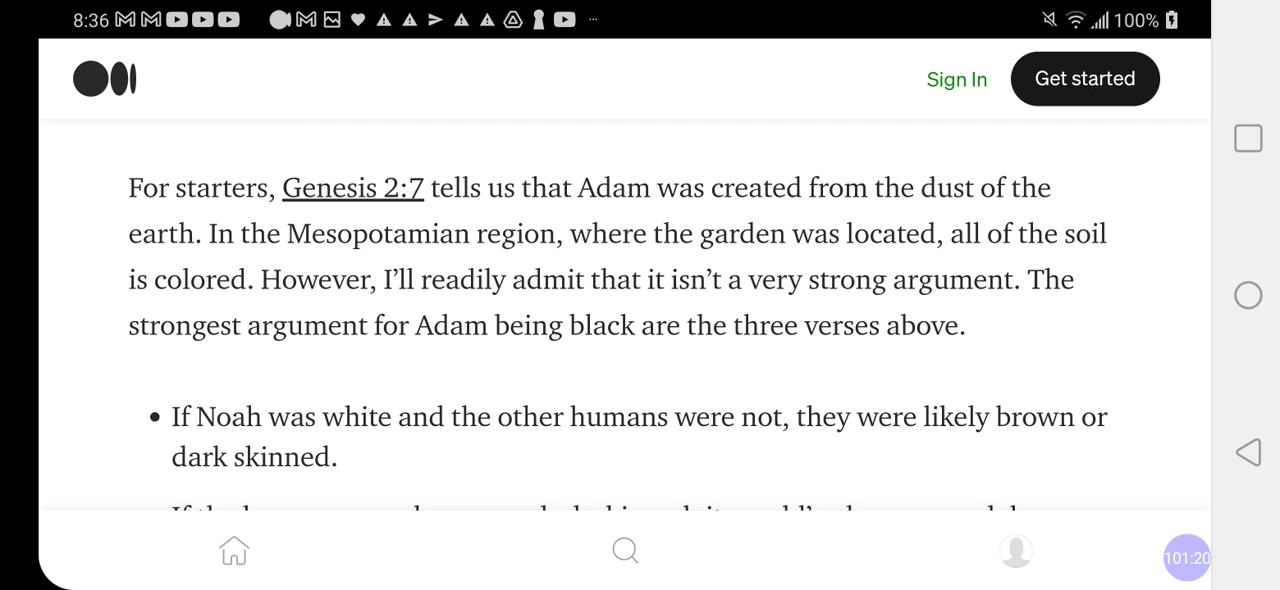 8:36
100%
Sign In
Get started
For starters, Genesis 2:7 tells us that Adam was created from the dust of the
earth. In the Mesopotamian region, where the garden was located, all of the soil
is colored. However, I'll readily admit that it isn't a very strong argument. The
strongest argument for Adam being black are the three verses above.
• If Noah was white and the other humans were not, they were likely brown or
dark skinned.
101:20